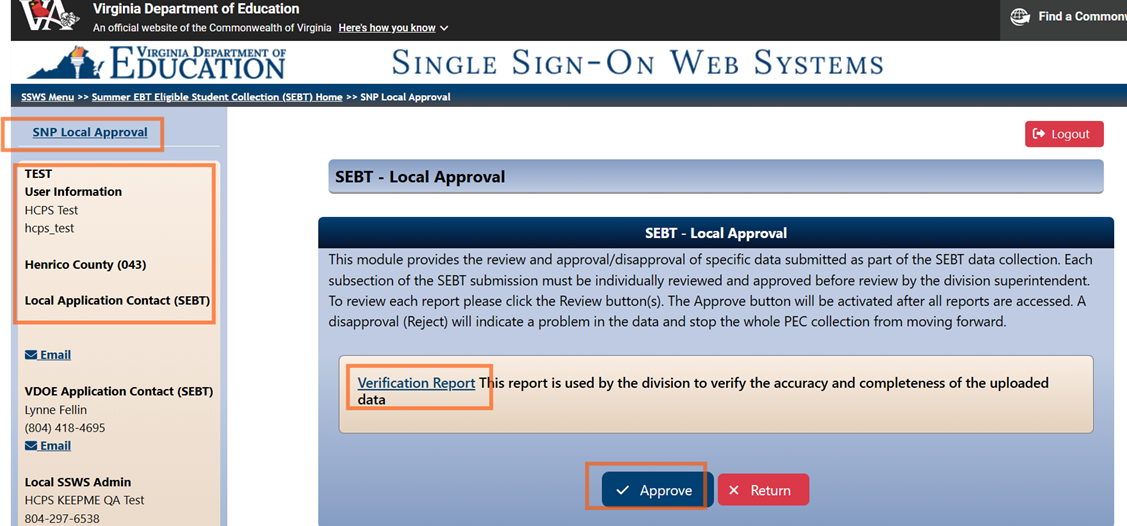 Virginia Department of Education
An official website of the Commonwealth of Virginia Here's how you know
Find a Commonw
VA
VIRGINIA DEPARTMENT OF
EDUCATION
SINGLE SIGN-ON WEB SYSTEMS
SSWS Menu >> Summer EBT Eligible Student Collection (SEBT) Home >> SNP Local Approval
SNP Local Approval
Logout
TEST
User Information
HCPS Test
hcps_test
Henrico County (043)
Local Application Contact (SEBT)
Email
VDOE Application Contact (SEBT)
Lynne Fellin
(804) 418-4695
Email
Local SSWS Admin
HCPS KEEPME QA Test
804-297-6538
SEBT - Local Approval
SEBT - Local Approval
This module provides the review and approval/disapproval of specific data submitted as part of the SEBT data collection. Each
subsection of the SEBT submission must be individually reviewed and approved before review by the division superintendent.
To review each report please click the Review button(s). The Approve button will be activated after all reports are accessed. A
disapproval (Reject) will indicate a problem in the data and stop the whole PEC collection from moving forward.
Verification Report This report is used by the division to verify the accuracy and completeness of the uploaded
data
Approve
Return